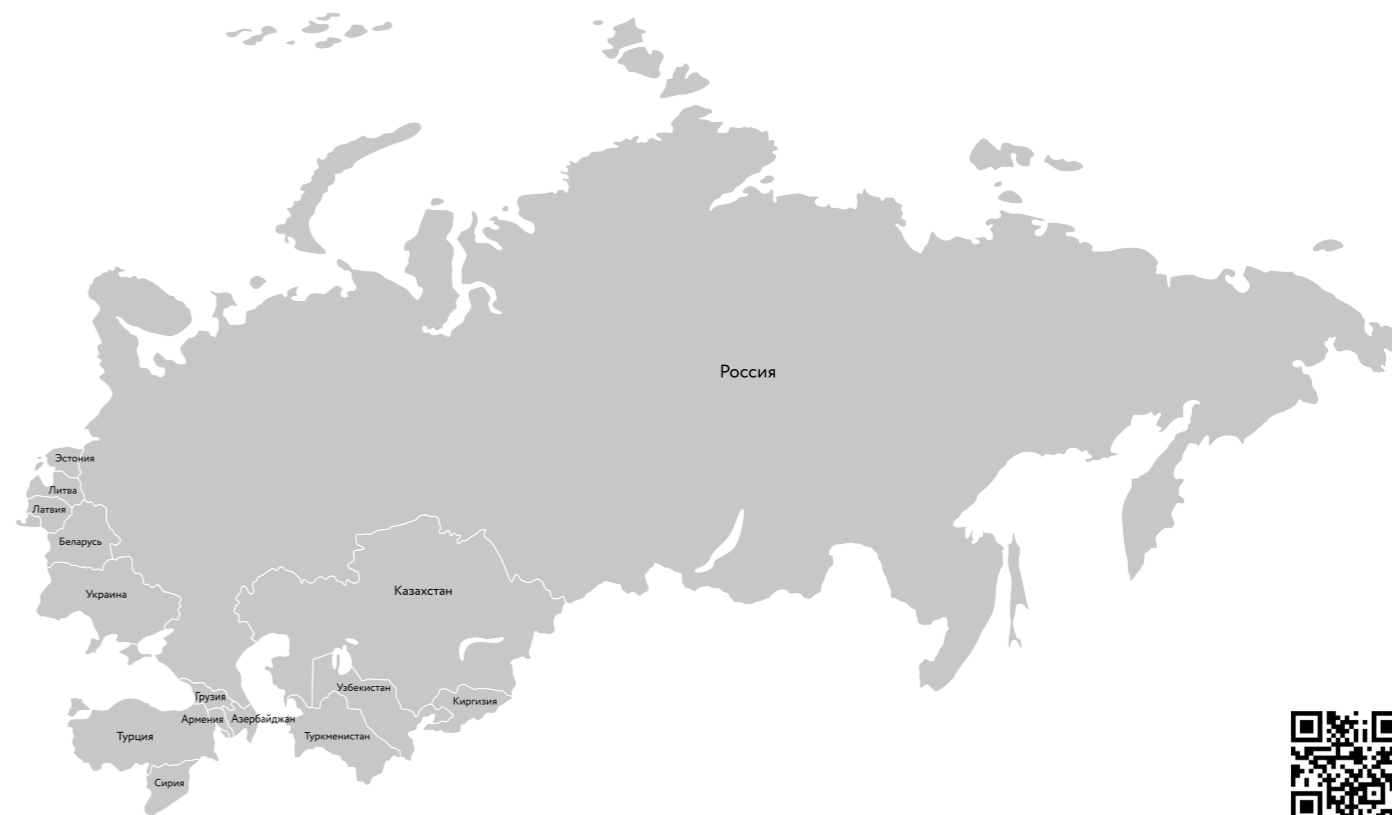 Россия
Эстония
Литва
Латвия
Беларусь
Украина
Казахстан
Узбекистан
Киргизия
Грузия
Армения
Азербайджан
Туркменистан
Турция
Сирия